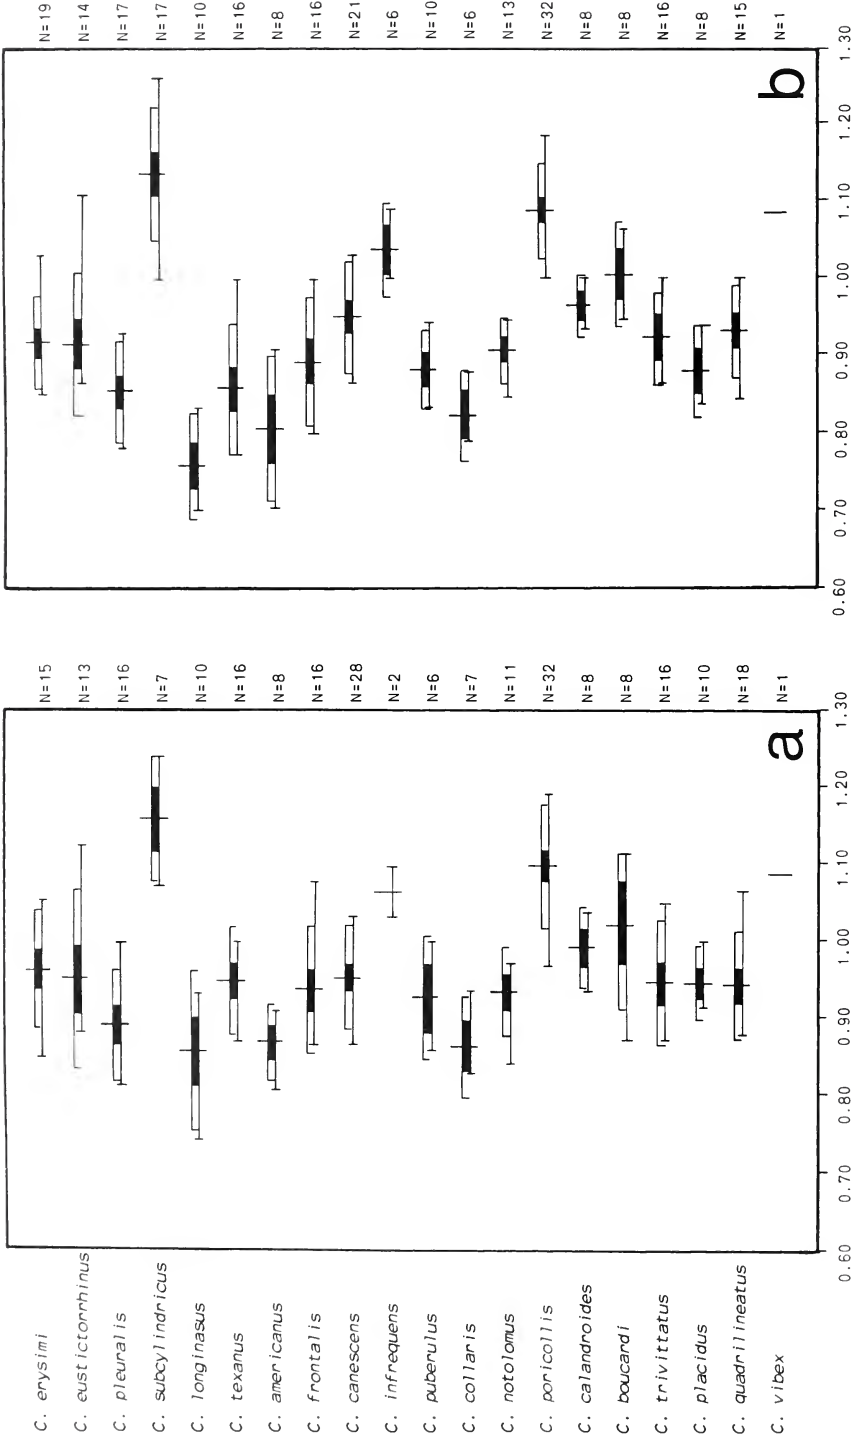 C. erysimi
C. eustictorrhinus
C. pleuralis
C. subcylindricus
C. longinasus
C. texanus
C. americanus
C. frontalis
C. canescens
C. infrequens
C. puberulus
C. collaris
C. notolomus
C. poricollis
C. calandroides
C. boucardi
C. trivittatus
C. placidus
C. quadrilineatus
C. vibex
0.60 0.70 0.80 0.90 1.00 1.10 1.20 1.30
a
N=15
N=13
N=16
N=7
N=10
N=16
N=8
N=16
N=28
N=2
N=6
N=7
N=11
N=32
N=8
N=8
N=16
N=10
N=18
N=1
0.60 0.70 0.80 0.90 1.00 1.10 1.20 1.30
b
N=19
N=14
N=17
N=17
N=10
N=16
N=8
N=16
N=21
N=6
N=10
N=6
N=13
N=32
N=8
N=8
N=16
N=8
N=15
N=1